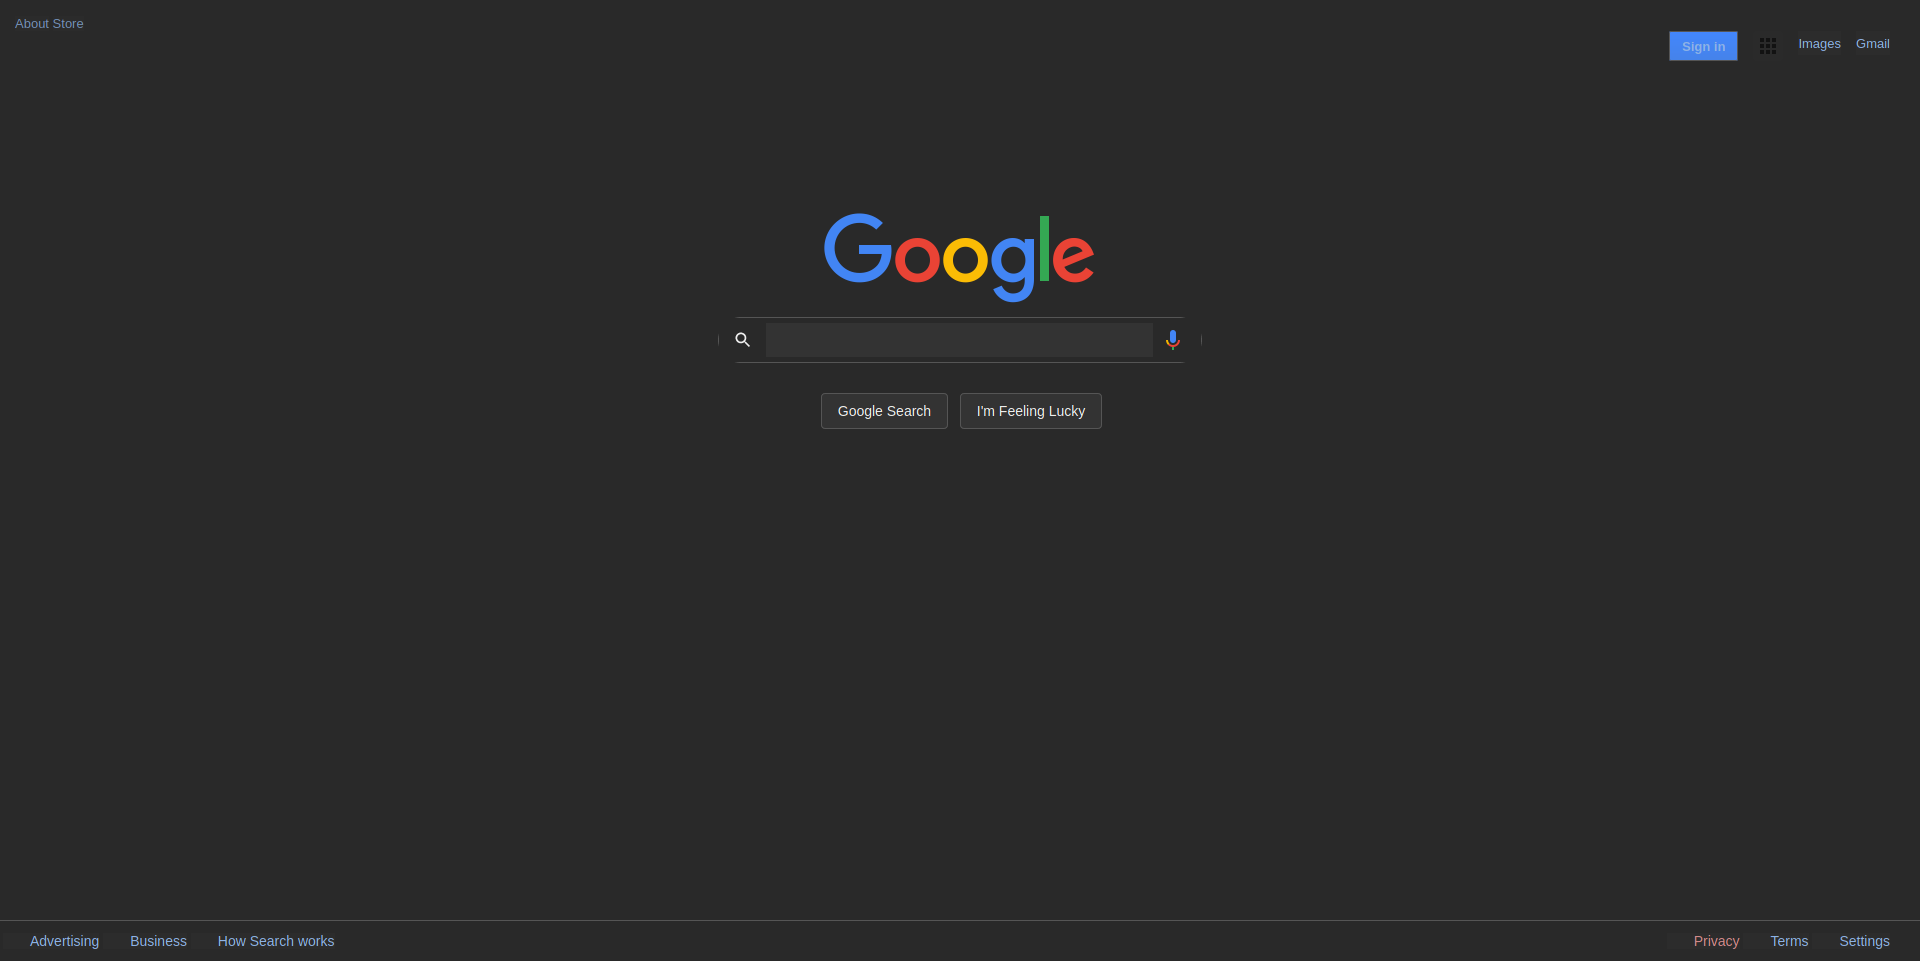 About Store
Sign in Images Gmail
Google
Google Search I'm Feeling Lucky
Advertising Business How Search works Privacy Terms Settings